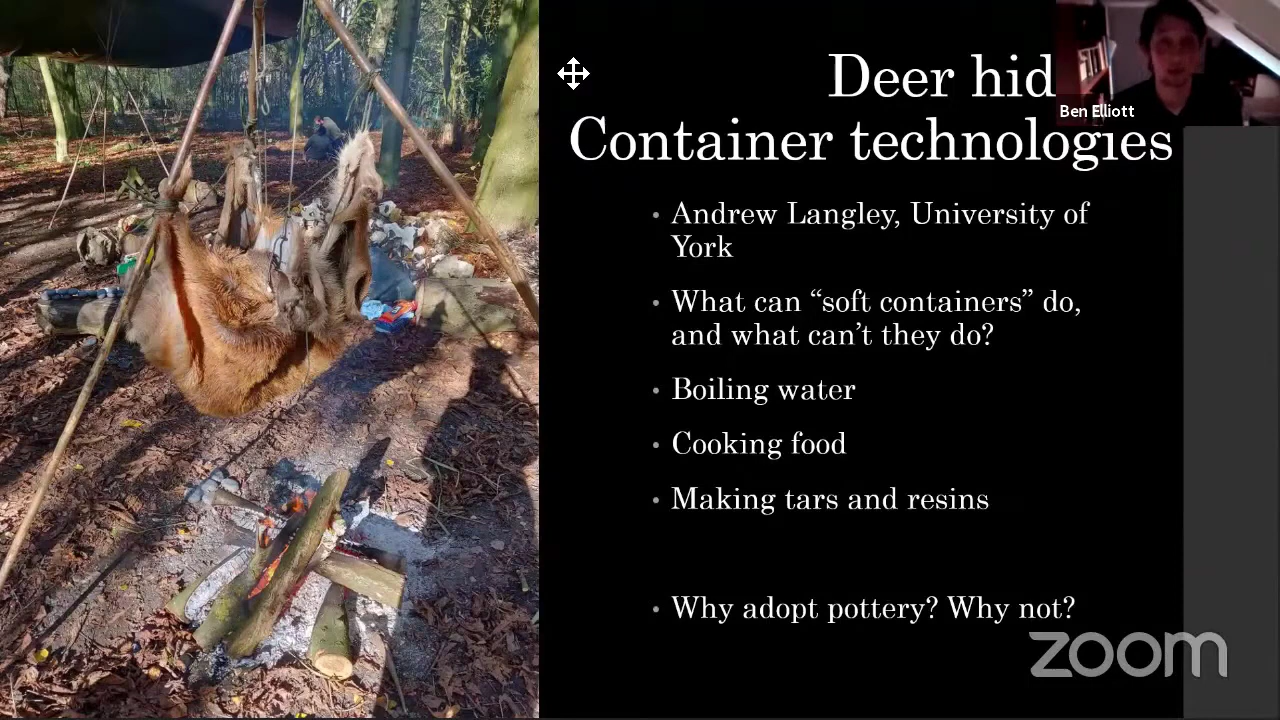 Deer hid
Container technologies
Ben Elliott
• Andrew Langley, University of
York
• What can “soft containers” do,
and what can’t they do?
• Boiling water
• Cooking food
• Making tars and resins
• Why adopt pottery? Why not?
zoom